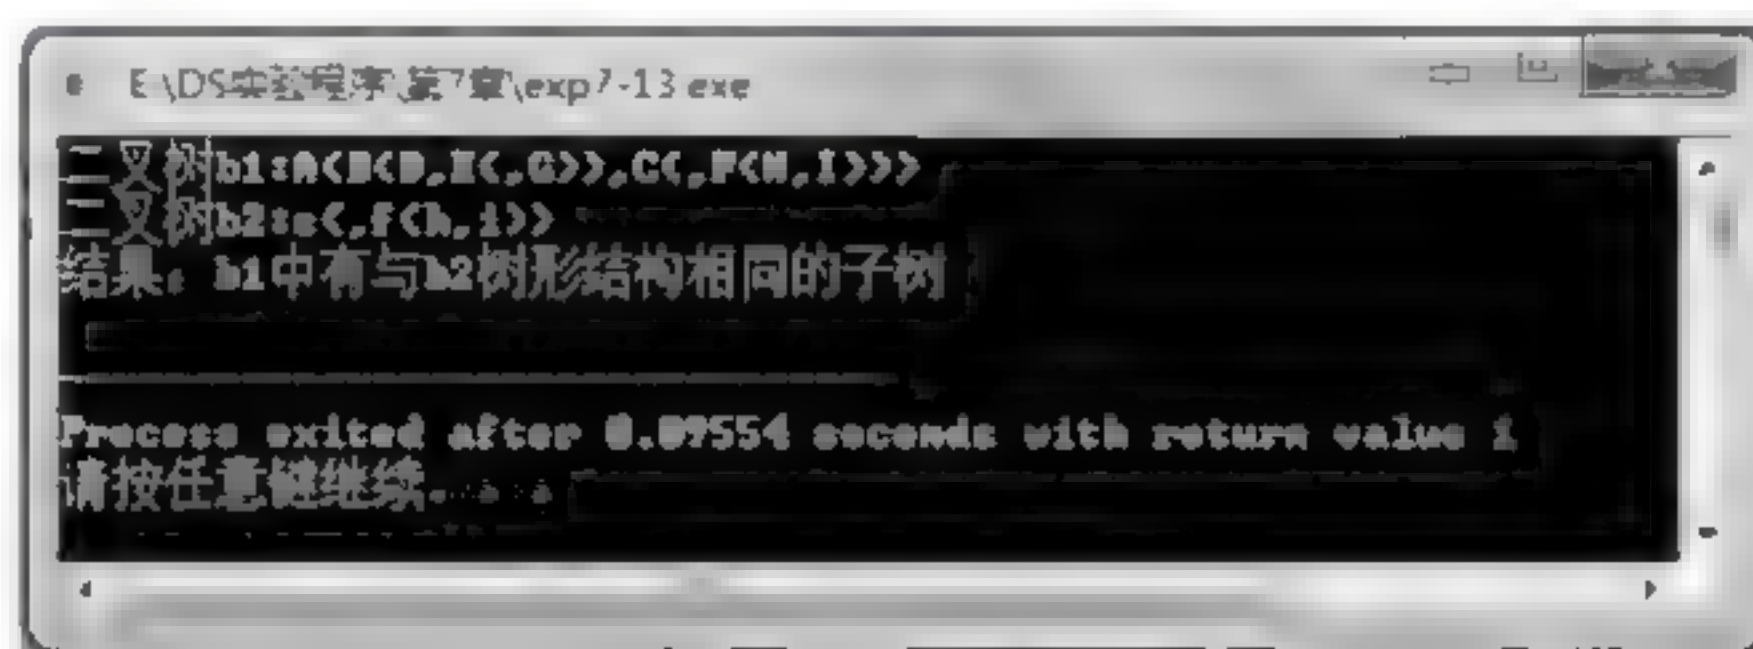 E:\DS实验程序\第7章\exp7-13.exe
二叉树b1:A(B(D,E(,G)),C(,F(H,I)))
二叉树b2:c(,f(h,i))
结果：b1中有与b2树形结构相同的子树
Process exited after 0.09554 seconds with return value 1
请按任意键继续. . .